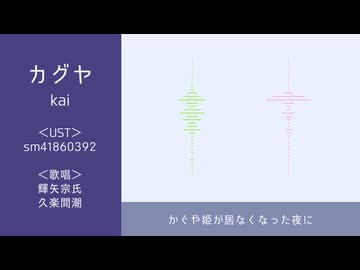 カグヤ
kai
＜UST＞
sm41860392
＜歌唱＞
輝矢宗氏
久楽間潮
かぐや姫が居なくなった夜に